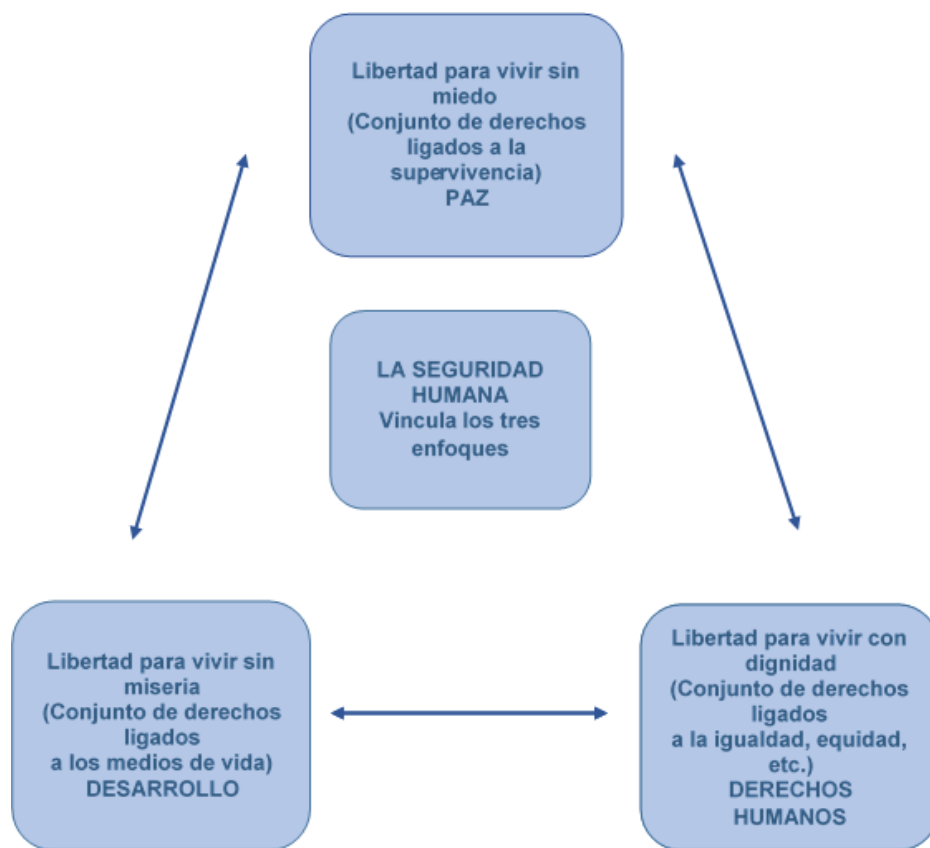 Libertad para vivir sin
miedo
(Conjunto de derechos
ligados a la
supervivencia)
PAZ
LA SEGURIDAD
HUMANA
Vincula los tres
enfoques
Libertad para vivir sin
miseria
(Conjunto de derechos
ligados
a los medios de vida)
DESARROLLO
Libertad para vivir con
dignidad
(Conjunto de derechos
ligados
a la igualdad, equidad,
etc.)
DERECHOS
HUMANOS